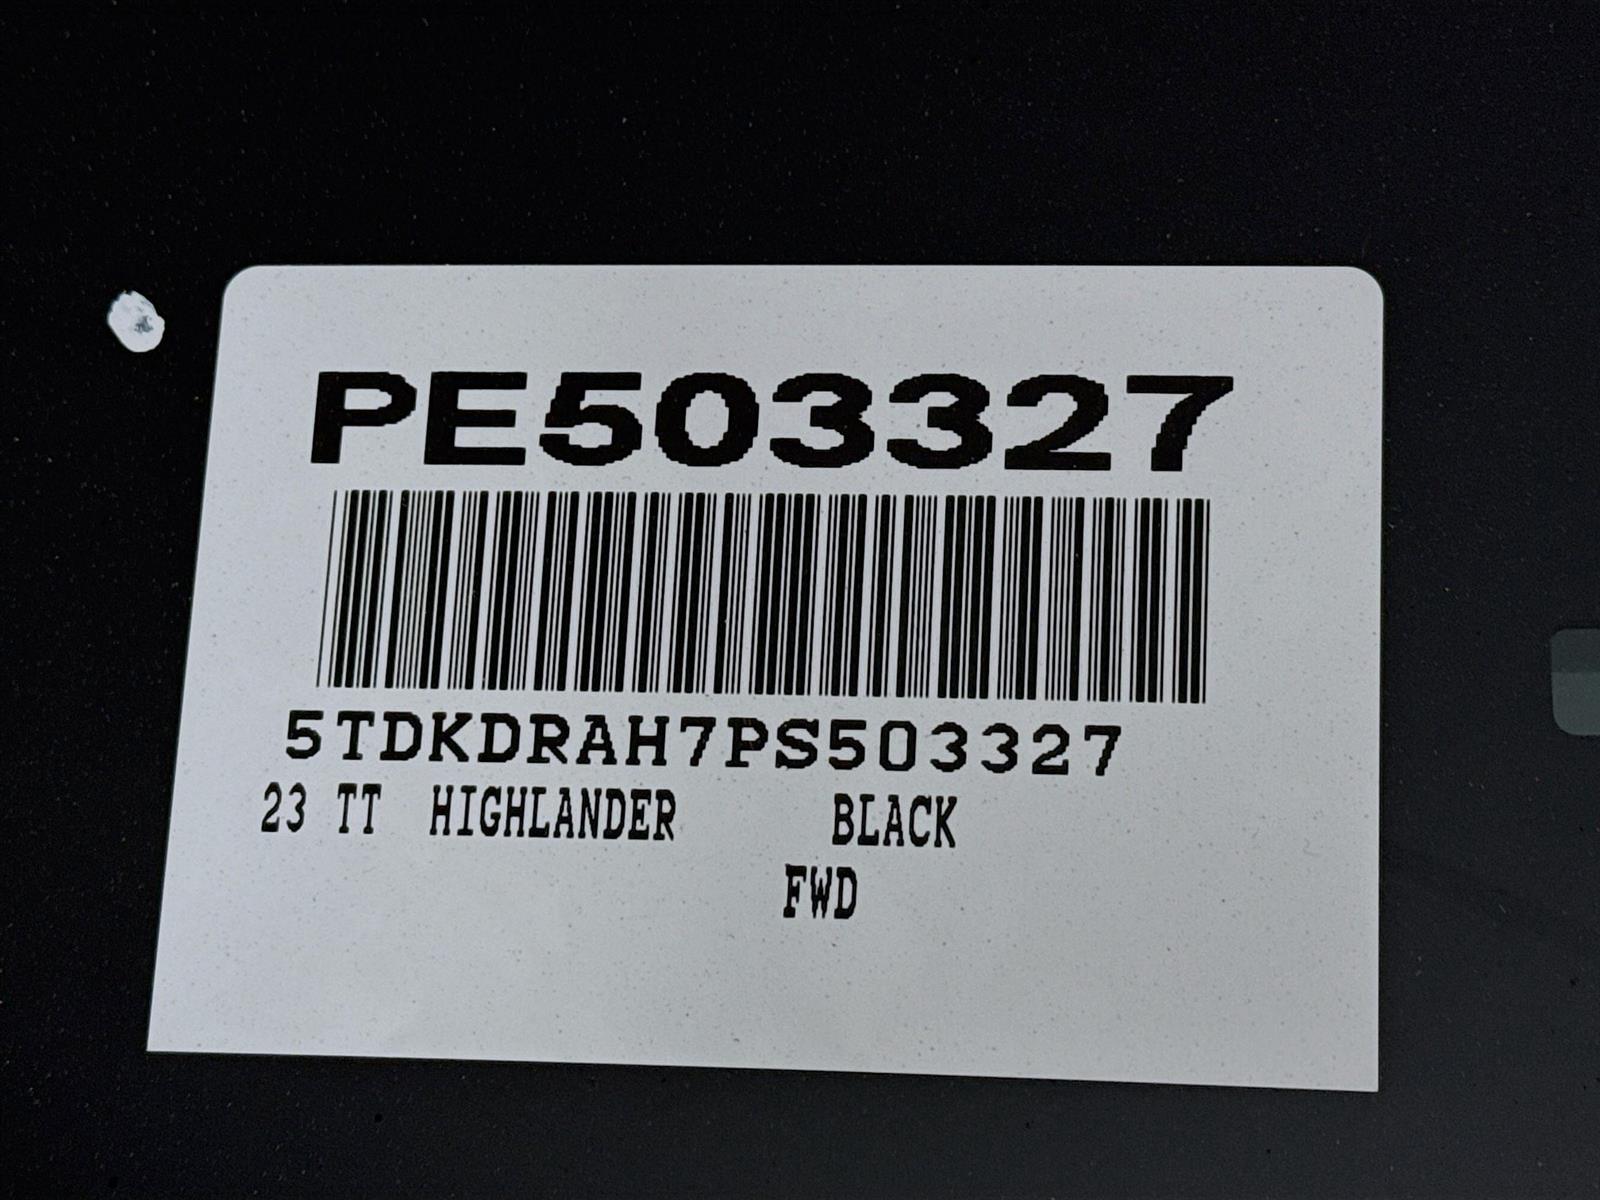 PE503327
5TDKDRAH7PS503327
23 TT HIGHLANDER BLACK
FWD